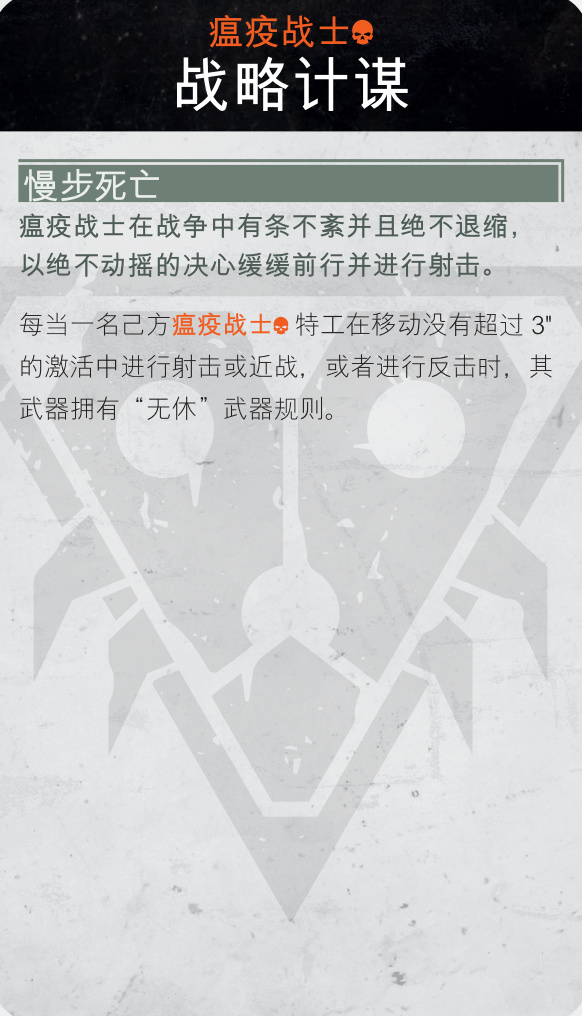 瘟疫战士
战略计谋
慢步死亡
瘟疫战士在战争中有条不紊并且绝不退缩，
以绝不动摇的决心缓缓前行并进行射击。
每当一名己方瘟疫战士 特工在移动没有超过 3"
的激活中进行射击或近战，或者进行反击时，其
武器拥有“无休”武器规则。